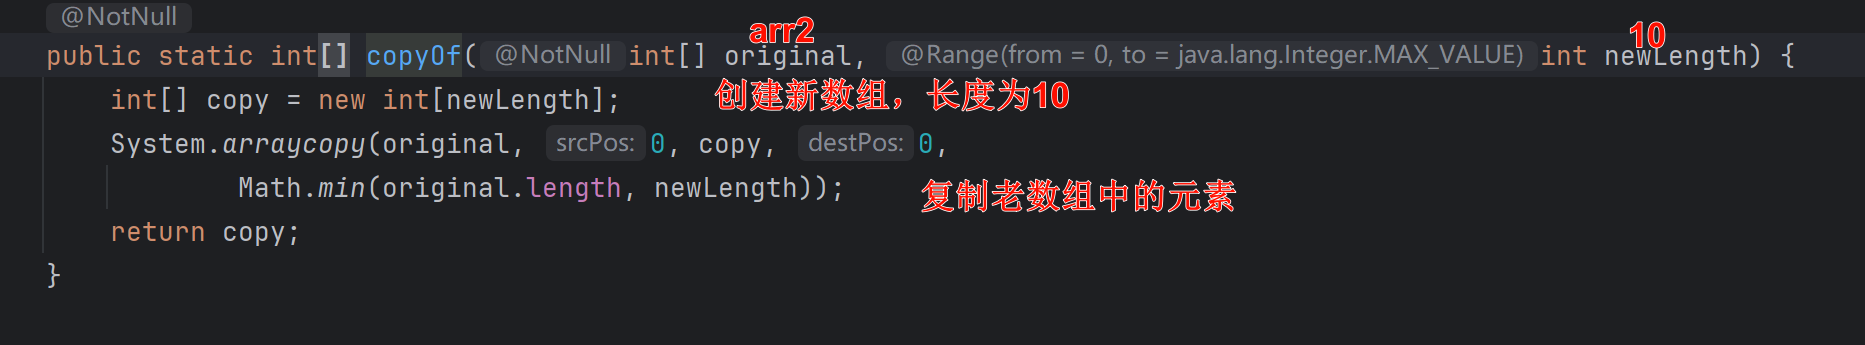 @NotNull
arr2 10
public static int[] copyOf( @NotNull int[] original, @Range(from = 0, to = java.lang.Integer.MAX_VALUE) int newLength) {
int[] copy = new int[newLength]; 创建新数组，长度为10
System.arraycopy(original, srcPos: 0, copy, destPos: 0,
Math.min(original.length, newLength)); 复制老数组中的元素
return copy;
}